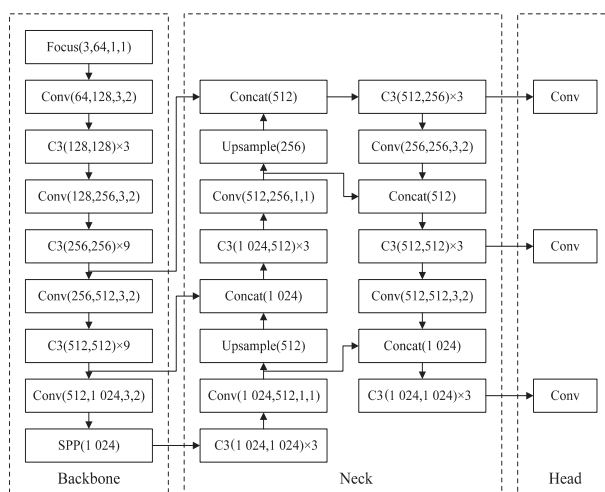 Focus(3,64,1,1)
Conv(64,128,3,2)
C3(128,128)×3
Conv(128,256,3,2)
C3(256,256)×9
Conv(256,512,3,2)
C3(512,512)×9
Conv(512,1 024,3,2)
SPP(1 024)
Backbone
Concat(512)
Upsample(256)
Conv(512,256,1,1)
C3(1 024,512)×3
Concat(1 024)
Upsample(512)
Conv(1 024,512,1,1)
C3(1 024,1 024)×3
C3(512,256)×3
Conv(256,256,3,2)
Concat(512)
C3(512,512)×3
Conv(512,512,3,2)
Concat(1 024)
C3(1 024,1 024)×3
Neck
Conv
Conv
Conv
Head